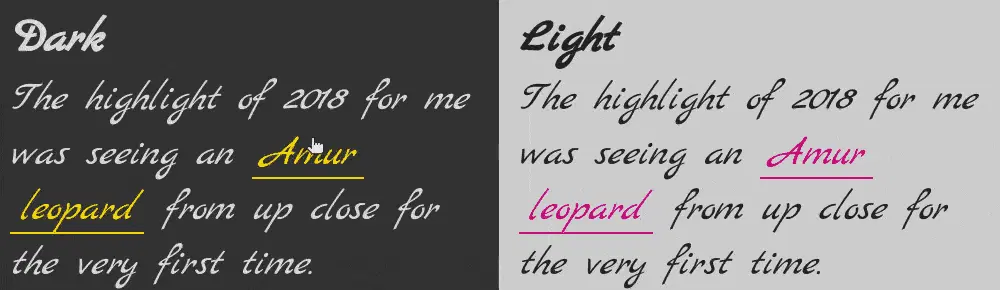 Dark
The highlight of 2018 for me
was seeing an Amur
leopard from up close for
the very first time.
Light
The highlight of 2018 for me
was seeing an Amur
leopard from up close for
the very first time.